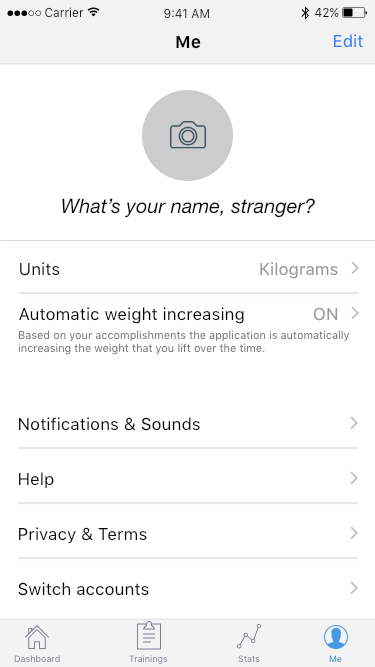 Carrier 9:41 AM 42%
Me Edit
What's your name, stranger?
Units Kilograms
Automatic weight increasing ON
Based on your accomplishments the application is automatically
increasing the weight that you lift over the time.
Notifications & Sounds
Help
Privacy & Terms
Switch accounts
Dashboard Trainings Stats Me